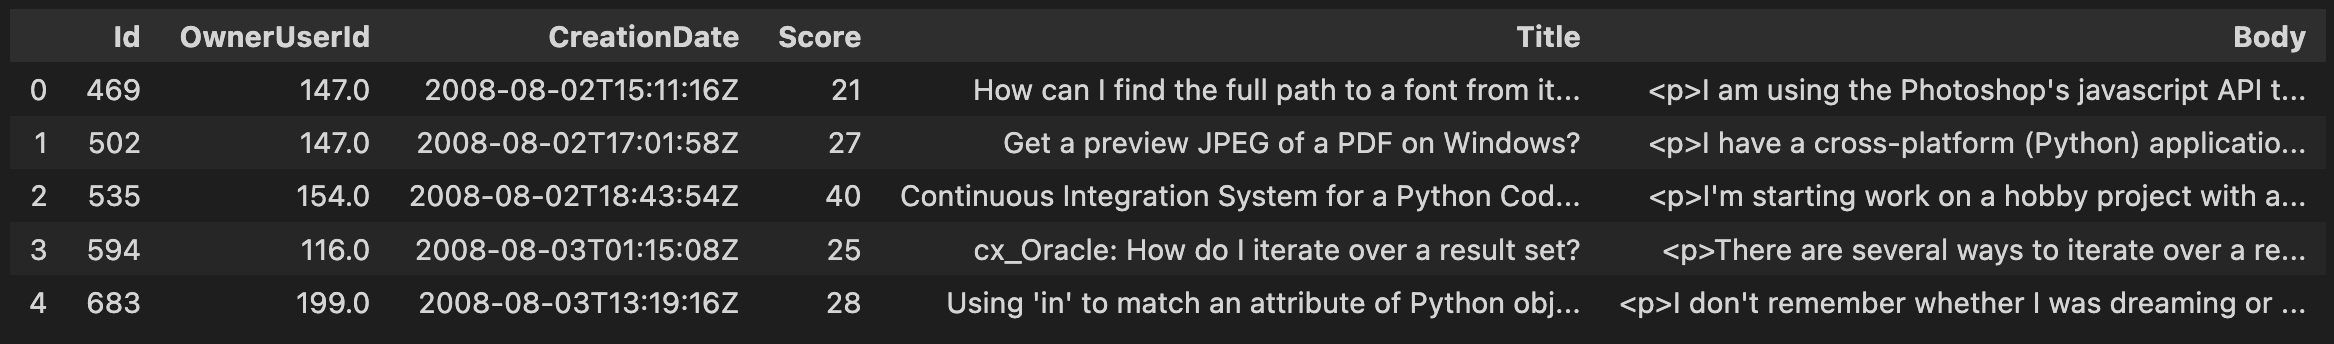 Id OwnerUserId CreationDate Score Title Body
0 469 147.0 2008-08-02T15:11:16Z 21 How can I find the full path to a font from it... <p>I am using the Photoshop's javascript API t...
1 502 147.0 2008-08-02T17:01:58Z 27 Get a preview JPEG of a PDF on Windows? <p>I have a cross-platform (Python) applicatio...
2 535 154.0 2008-08-02T18:43:54Z 40 Continuous Integration System for a Python Cod... <p>I'm starting work on a hobby project with a...
3 594 116.0 2008-08-03T01:15:08Z 25 cx_Oracle: How do I iterate over a result set? <p>There are several ways to iterate over a re...
4 683 199.0 2008-08-03T13:19:16Z 28 Using 'in' to match an attribute of Python obj... <p>I don't remember whether I was dreaming or ...